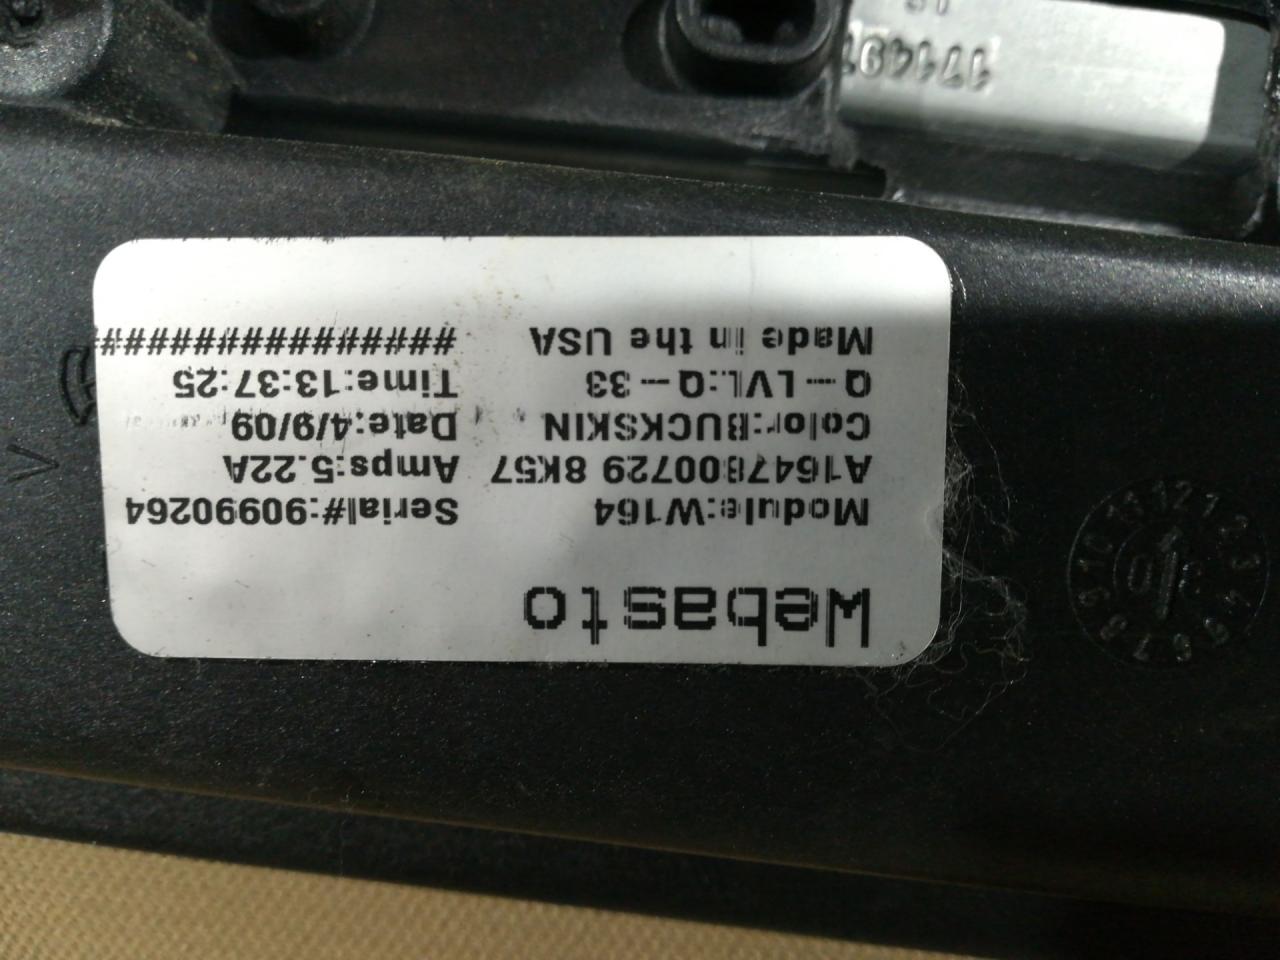 Webasto
Module:W164 Serial#:90990264
A1647800729 8K57 Amps:5.22A
Color:BUCKSKIN Date:4/9/09
Q-LVL:Q-33 Time:13:37:25
Made in the USA ################